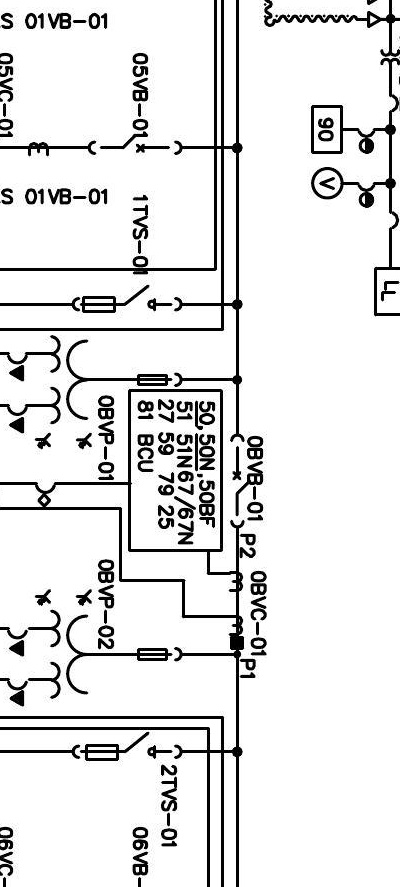 S 01VB-01
05VC-01
05VB-01
S 01VB-01
1TVS-01
90
V
0BVP-01
50,50N,50BF
51 51N67/67N
27 59 79 25
81 BCU
0BVB-01
P2
0BVC-01
P1
0BVP-02
2TVS-01
06VC-
06VB-